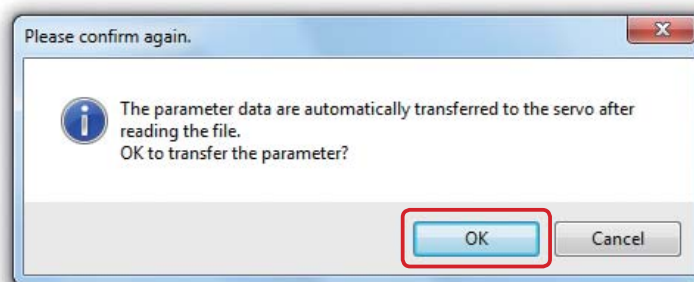 Please confirm again.
The parameter data are automatically transferred to the servo after
reading the file.
OK to transfer the parameter?
OK
Cancel